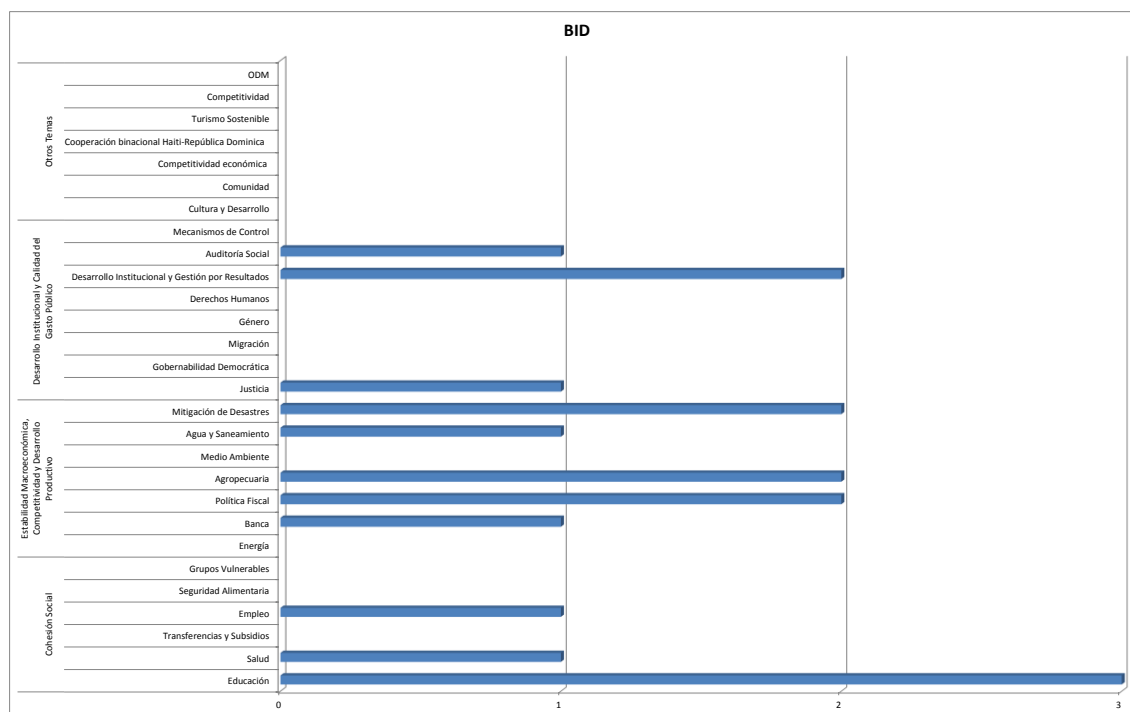 BID
Otros Temas
ODM
Competitividad
Turismo Sostenible
Cooperación binacional Haiti-República Dominica
Competitividad económica
Comunidad
Cultura y Desarrollo
Desarrollo Institucional y Calidad del
Gasto Público
Mecanismos de Control
Auditoría Social
Desarrollo Institucional y Gestión por Resultados
Derechos Humanos
Género
Migración
Gobernabilidad Democrática
Justicia
Estabilidad Macroeconómica,
Competitividad y Desarrollo
Productivo
Mitigación de Desastres
Agua y Saneamiento
Medio Ambiente
Agropecuaria
Política Fiscal
Banca
Energía
Cohesión Social
Grupos Vulnerables
Seguridad Alimentaria
Empleo
Transferencias y Subsidios
Salud
Educación
0 1 2 3